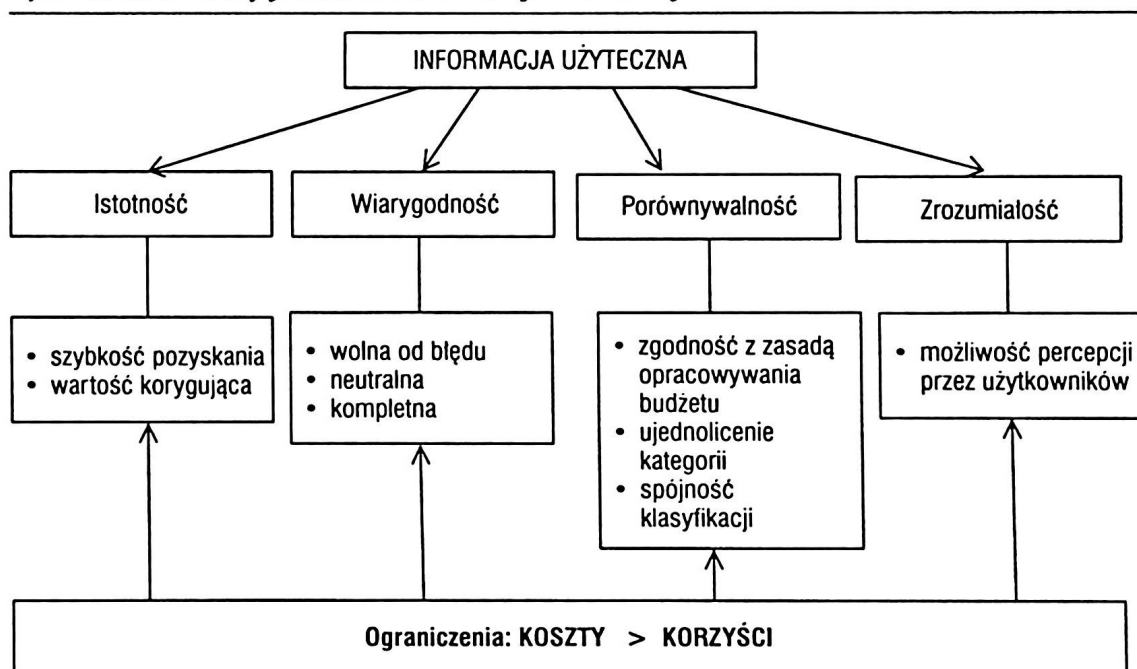 INFORMACJA UŻYTECZNA
Istotność
Wiarygodność
Porównywalność
Zrozumiałość
• szybkość pozyskania
• wartość korygująca
• wolna od błędu
• neutralna
• kompletna
• zgodność z zasadą
opracowywania
budżetu
• ujednolicenie
kategorii
• spójność
klasyfikacji
• możliwość percepcji
przez użytkowników
Ograniczenia: KOSZTY > KORZYŚCI